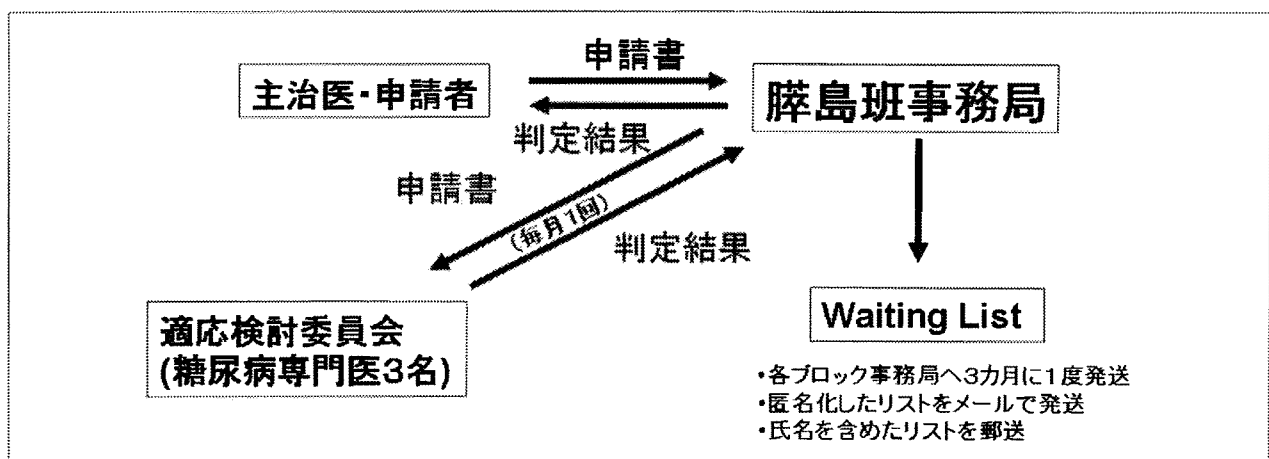 申請書
主治医・申請者
膵島班事務局
判定結果
申請書
(毎月1回)
判定結果
適応検討委員会
(糖尿病専門医3名)
Waiting List
・各ブロック事務局へ3カ月に1度発送
・匿名化したリストをメールで発送
・氏名を含めたリストを郵送